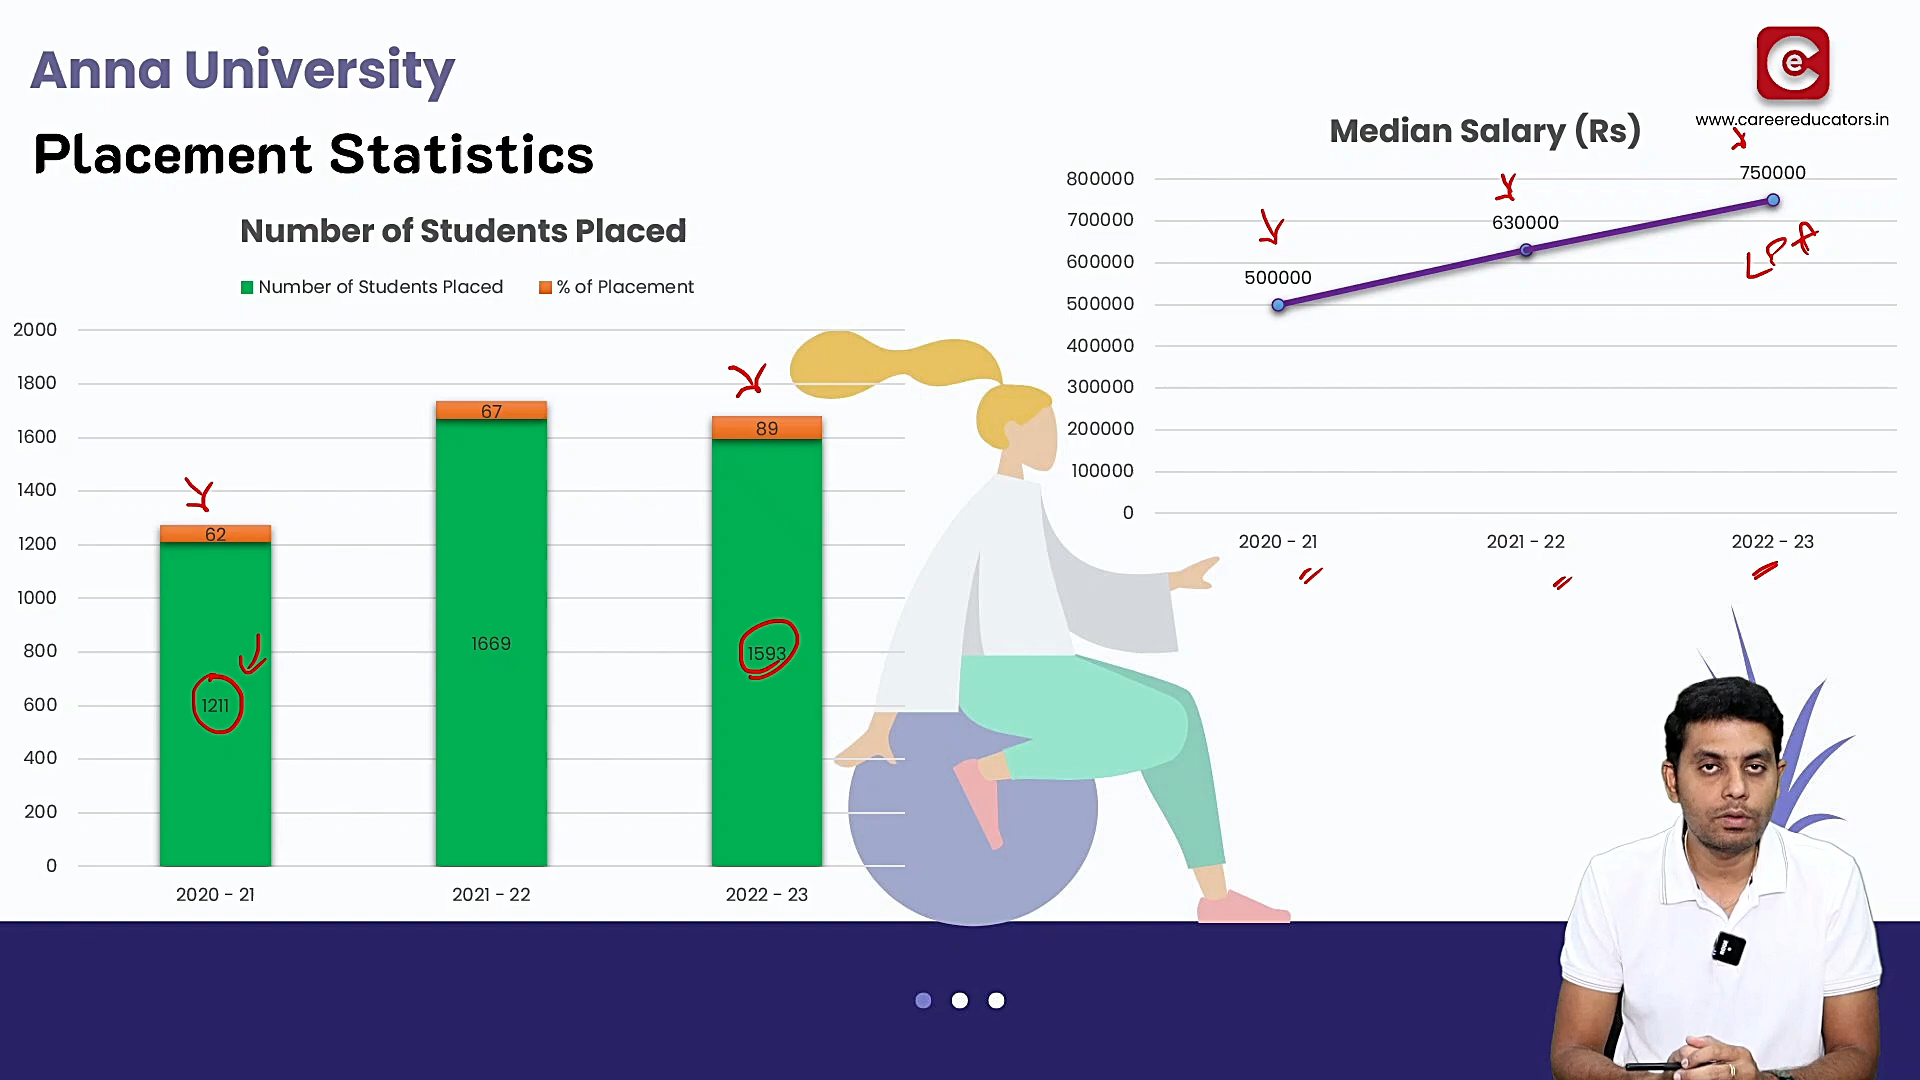 Anna University
Placement Statistics
e
www.careereducators.in
Number of Students Placed
Number of Students Placed
% of Placement
2000
1800
1600
1400
1200
1000
800
600
400
200
0
62
1211
67
1669
89
1593
2020 - 21
2021 - 22
2022 - 23
Median Salary (Rs)
800000
700000
600000
500000
400000
300000
200000
100000
0
500000
630000
750000
LPA
2020 - 21
2021 - 22
2022 - 23